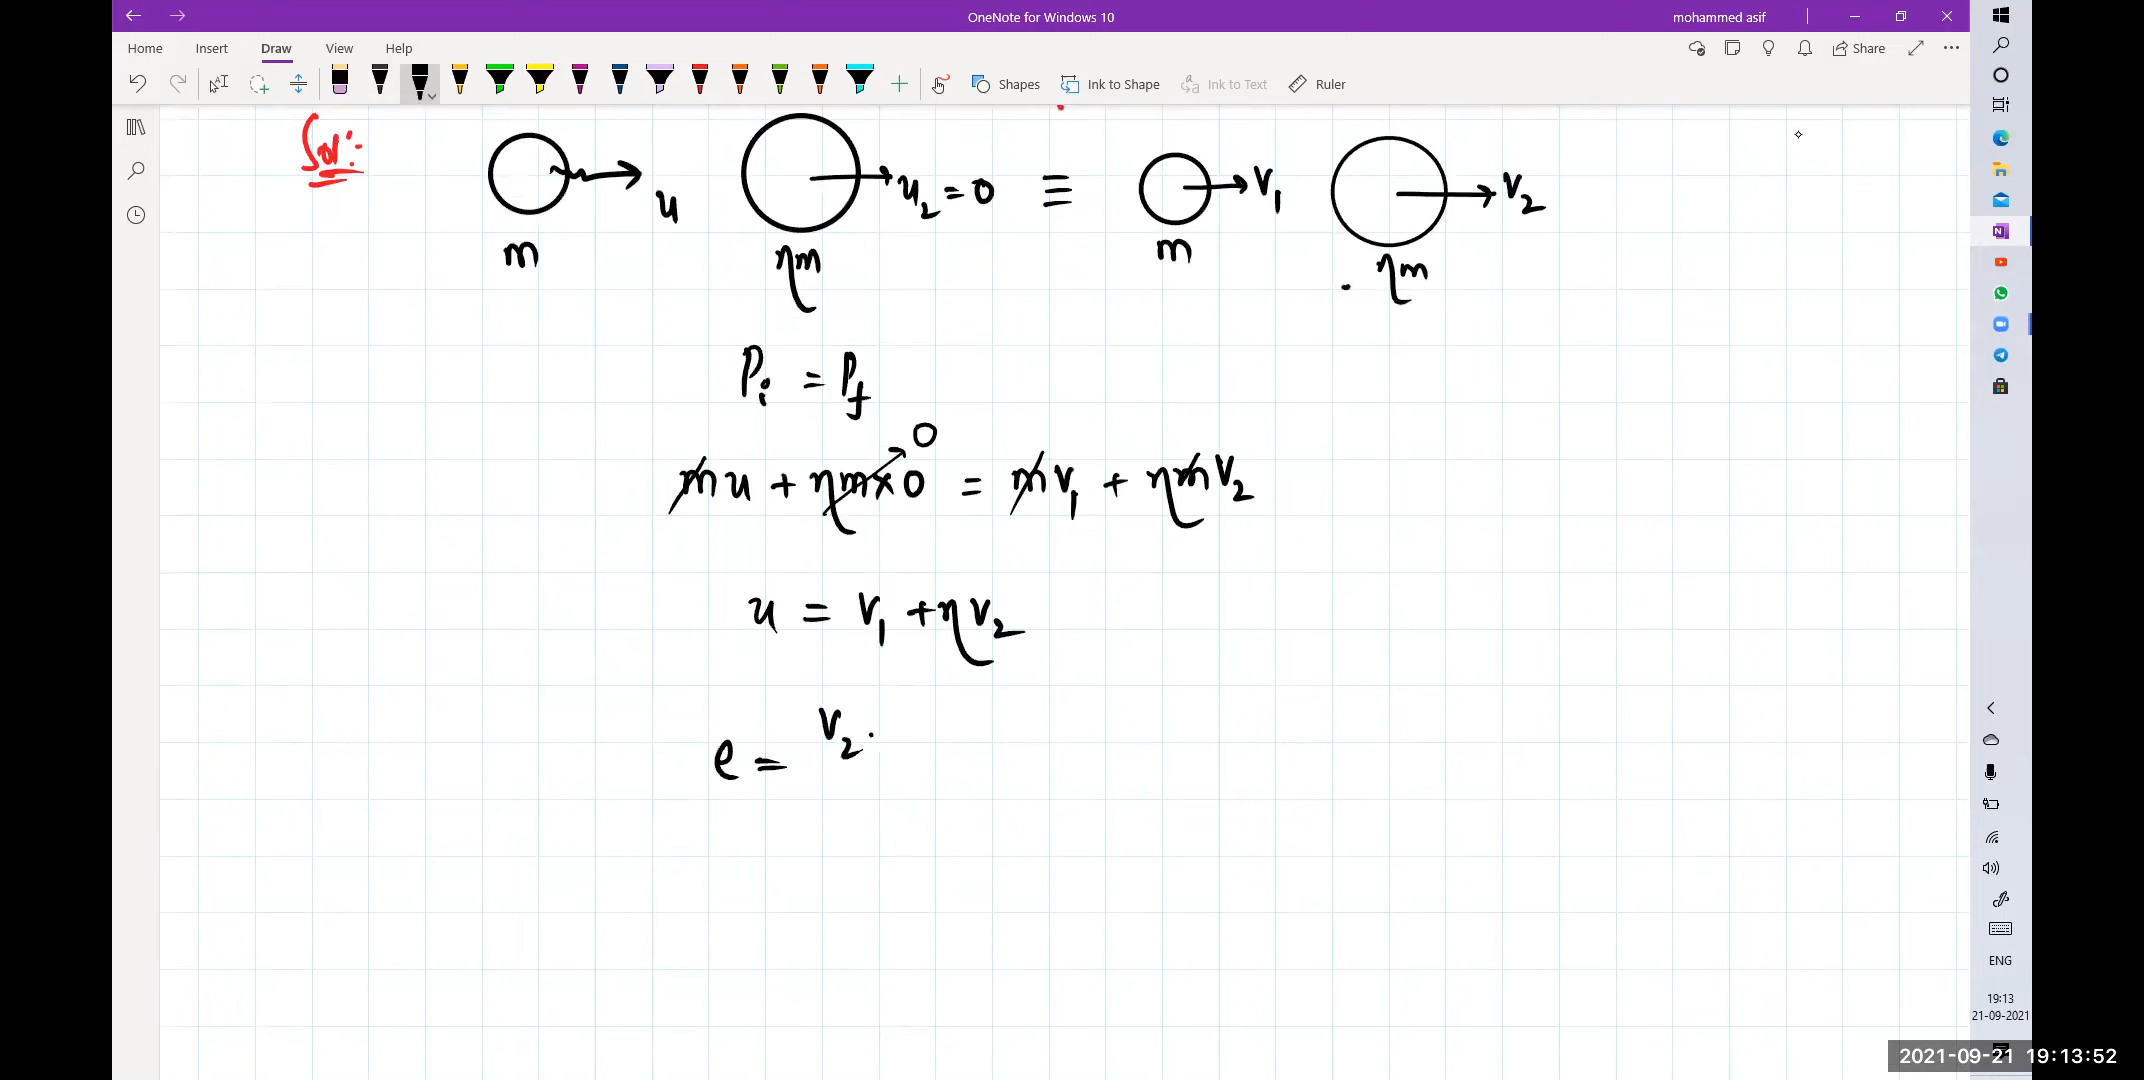 OneNote for Windows 10
mohammed asif
Home Insert Draw View Help
Share
Shapes Ink to Shape Ink to Text Ruler
Sol:-
u
u₂ = 0 ≡
V₁
V₂
m
ηm
m
ηm
Pᵢ = P_f
0
mu + ηm×0 = mV₁ + ηmV₂
u = V₁ + ηV₂
e = V₂
ENG
19:13
21-09-2021
2021-09-21 19:13:52